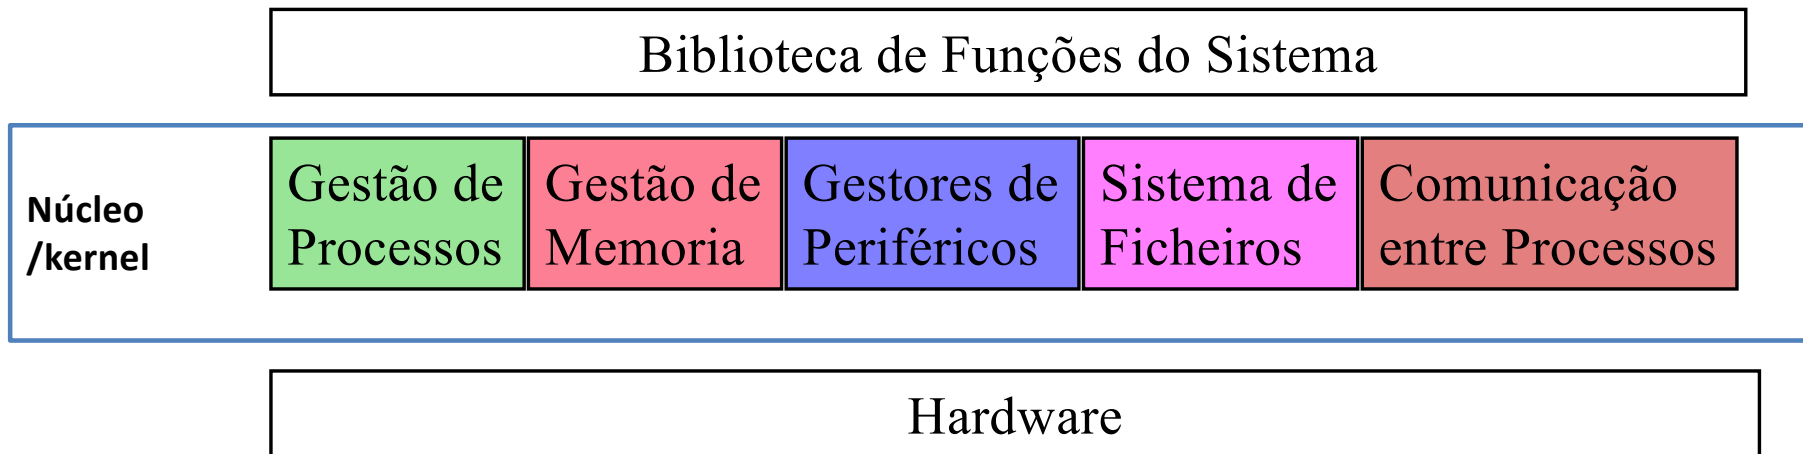 Biblioteca de Funções do Sistema
Núcleo
/kernel
Gestão de
Processos
Gestão de
Memoria
Gestores de
Periféricos
Sistema de
Ficheiros
Comunicação
entre Processos
Hardware